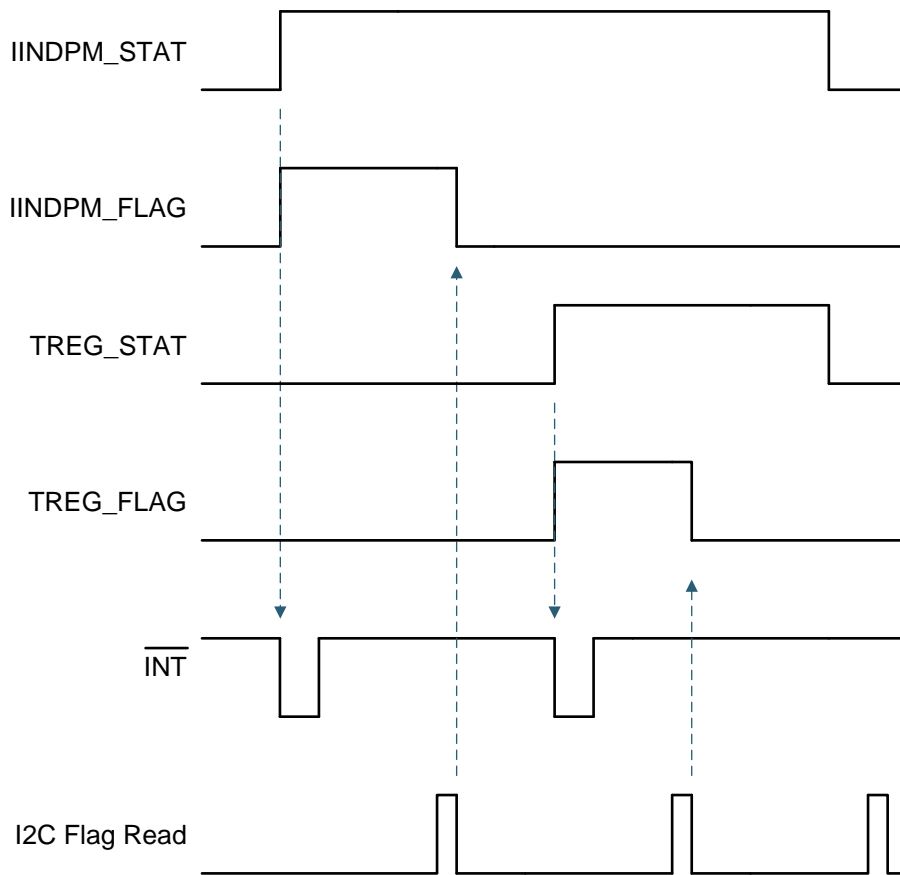 IINDPM_STAT
IINDPM_FLAG
TREG_STAT
TREG_FLAG
INT
I2C Flag Read